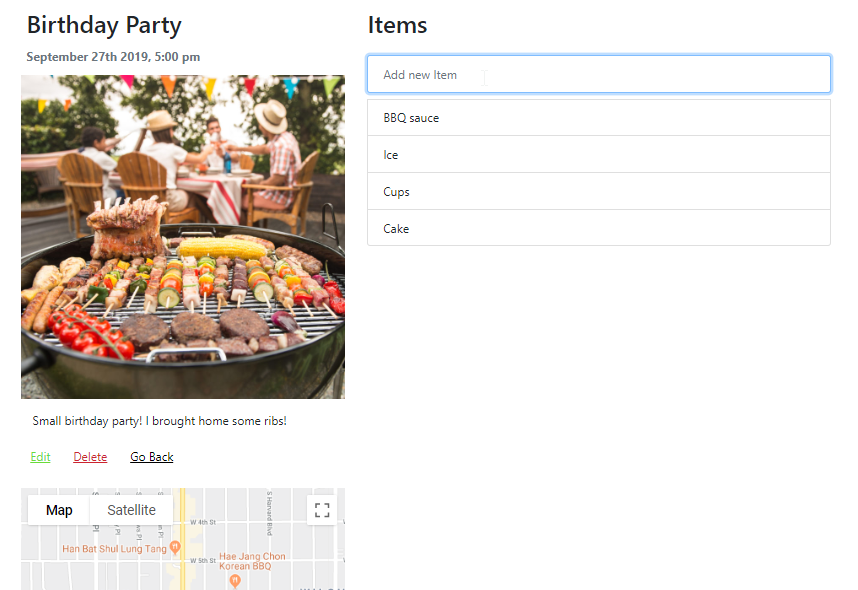 Birthday Party
September 27th 2019, 5:00 pm
Small birthday party! I brought home some ribs!
Edit
Delete
Go Back
Map
Satellite
W 4th St
S Harvard Blvd
Han Bat Shul Lung Tang
W 5th St
Hae Jang Chon
Korean BBQ
Items
Add new Item
BBQ sauce
Ice
Cups
Cake